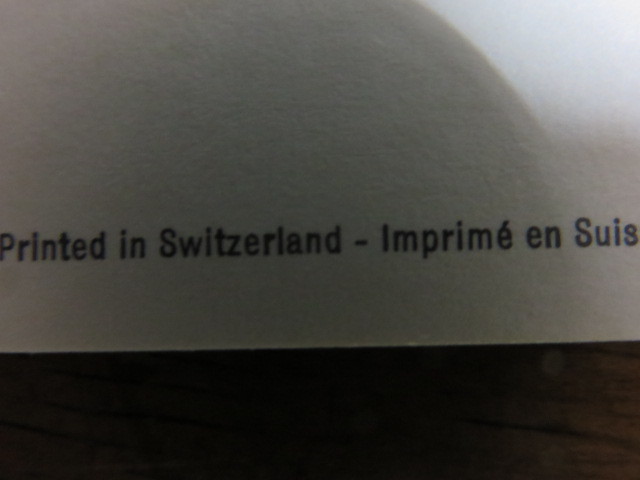 Printed in Switzerland - Imprimé en Suis